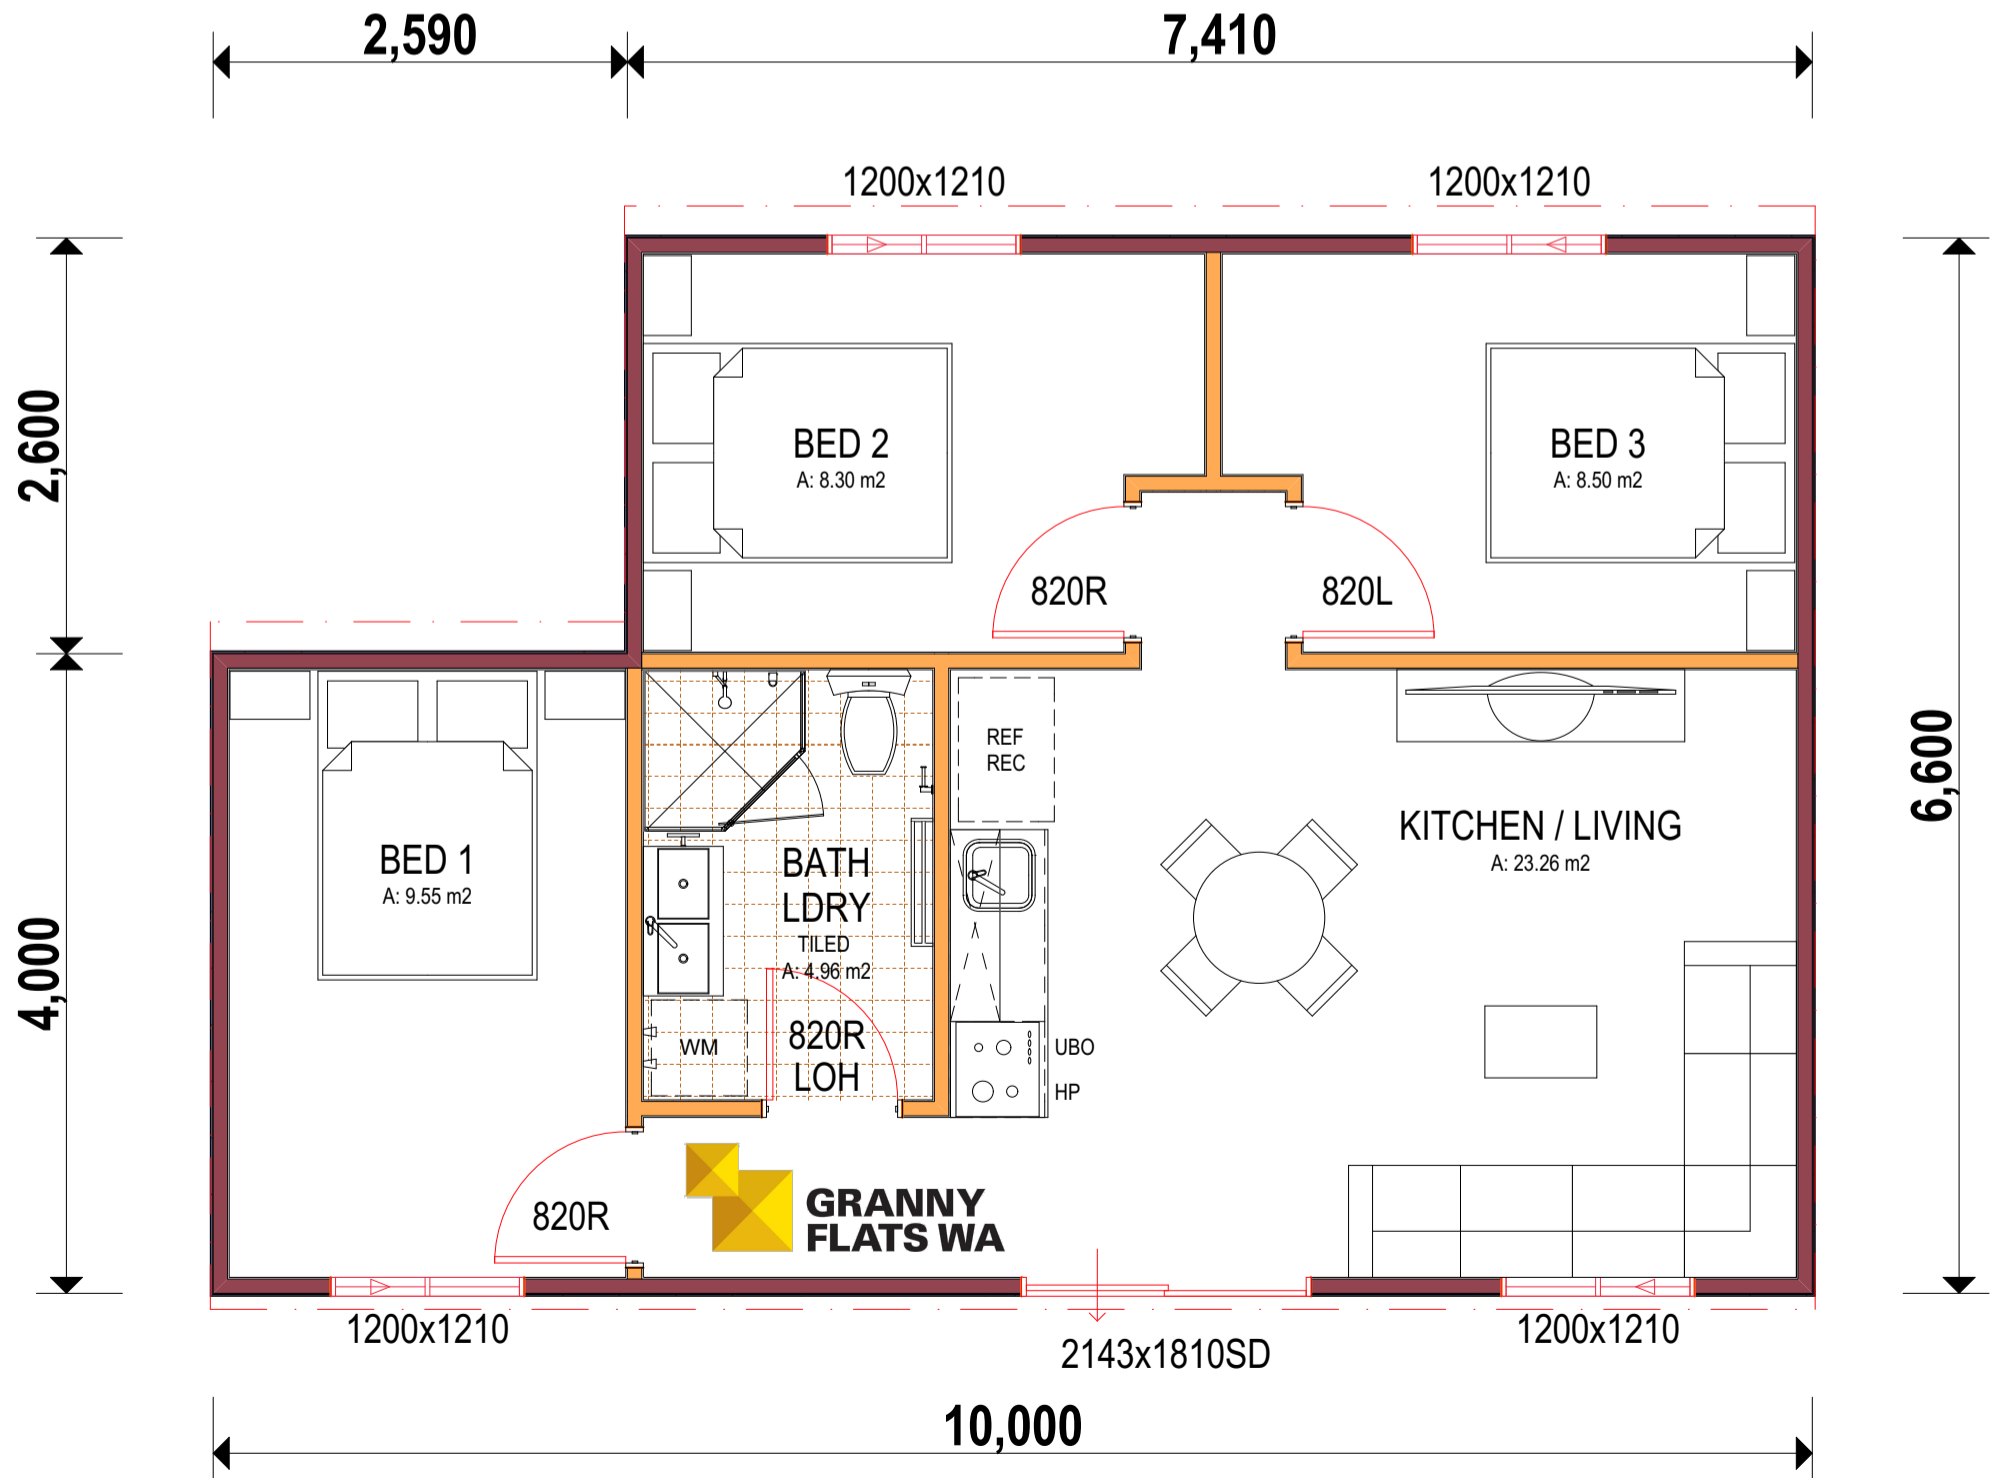 2,590
7,410
1200x1210
1200x1210
2,600
BED 2
A: 8.30 m2
BED 3
A: 8.50 m2
820R
820L
REF
REC
6,600
KITCHEN / LIVING
A: 23.26 m2
BED 1
A: 9.55 m2
BATH
LDRY
TILED
A: 4.96 m2
4,000
820R
LOH
WM
UBO
HP
820R
GRANNY
FLATS WA
1200x1210
2143x1810SD
1200x1210
10,000